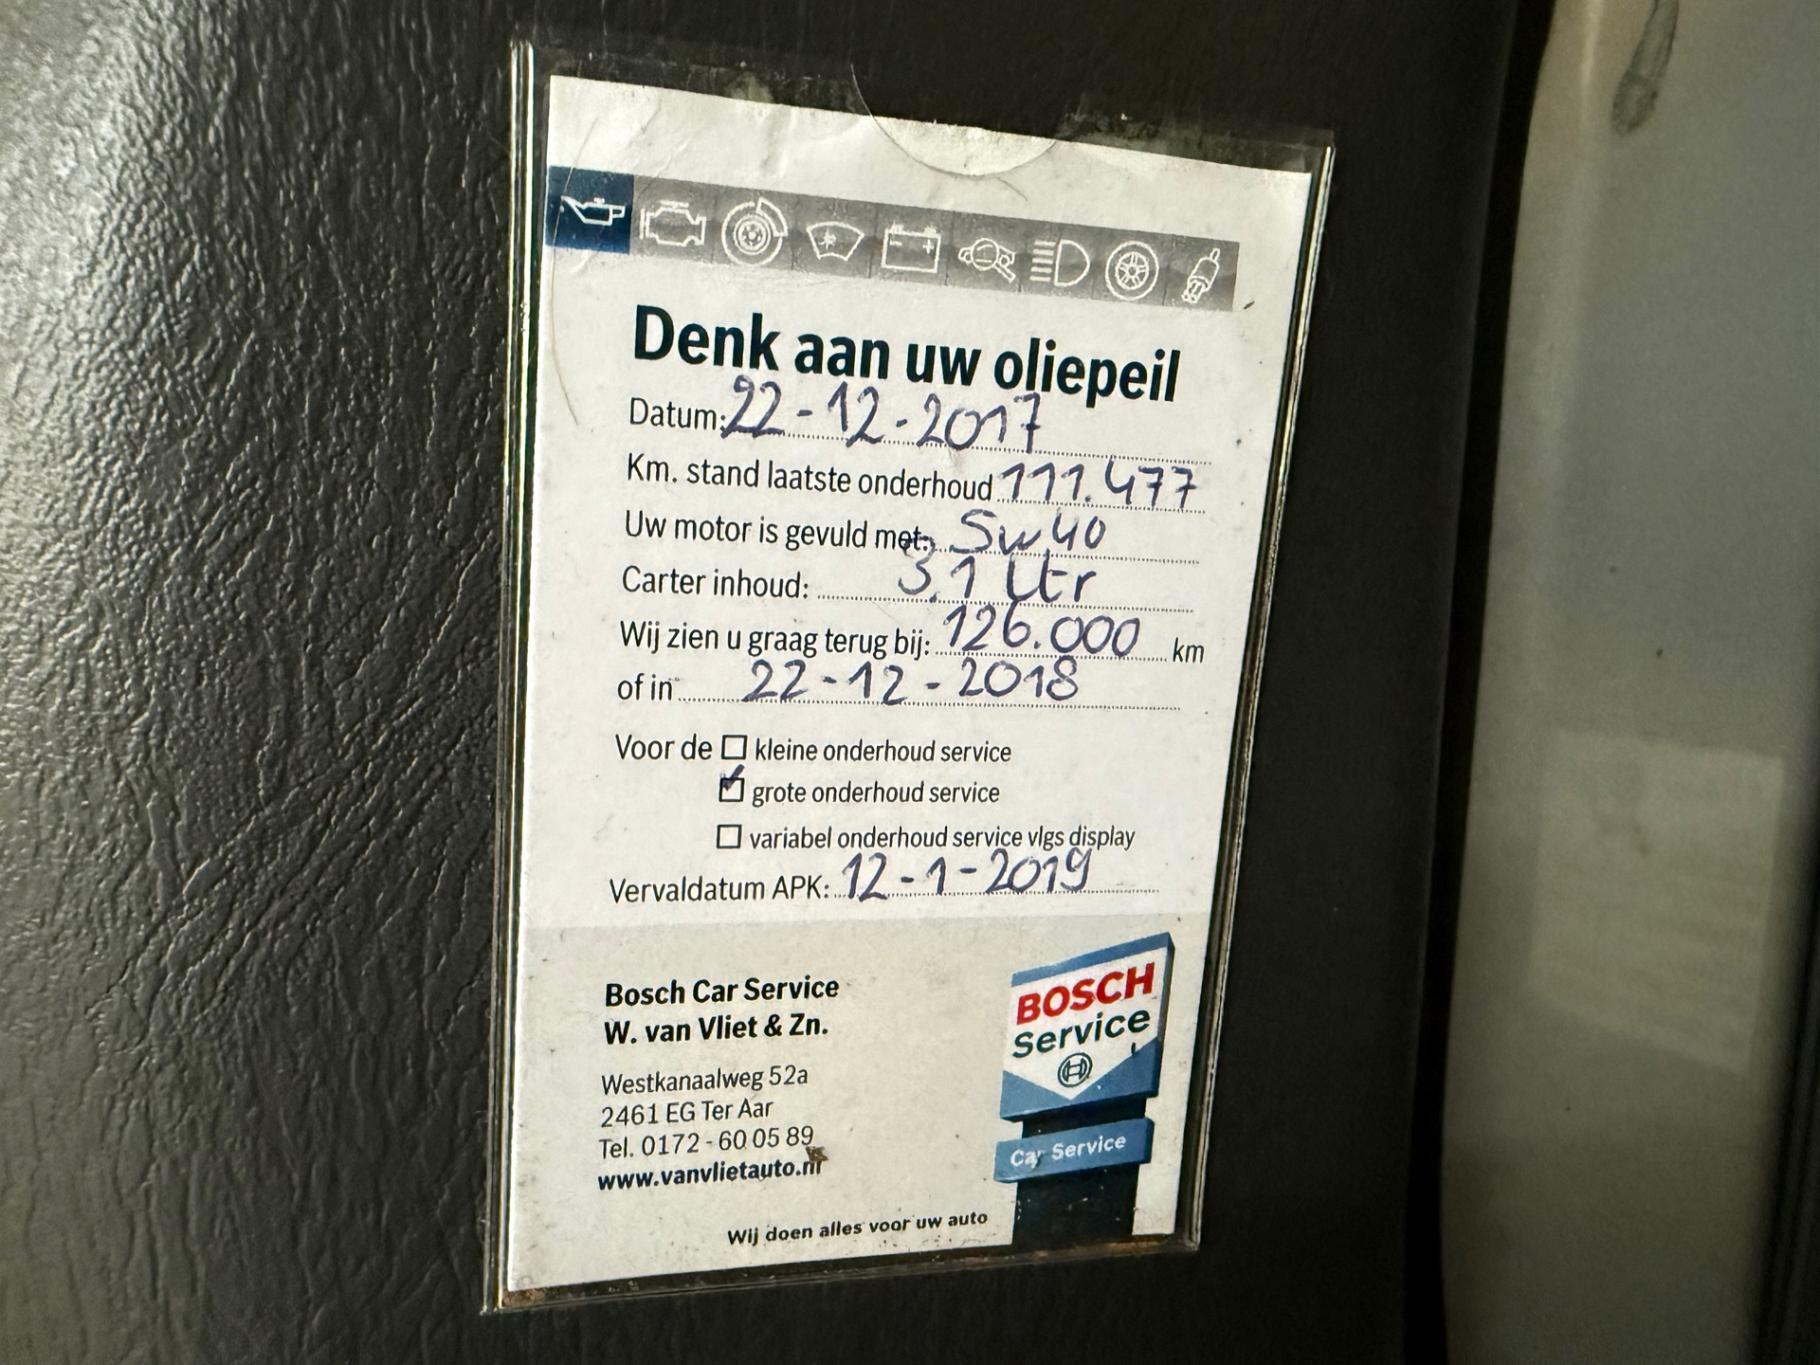 Denk aan uw oliepeil
Datum: 22-12-2017
Km. stand laatste onderhoud 111.477
Uw motor is gevuld met: 5w40
Carter inhoud: 3.1 Ltr
Wij zien u graag terug bij: 126.000 km
of in 22-12-2018
Voor de kleine onderhoud service
grote onderhoud service
variabel onderhoud service vlgs display
Vervaldatum APK: 12-1-2019
Bosch Car Service
W. van Vliet & Zn.
Westkanaalweg 52a
2461 EG Ter Aar
Tel. 0172 - 60 05 89
www.vanvlietauto.nl
Wij doen alles voor uw auto
BOSCH
Service
Car Service